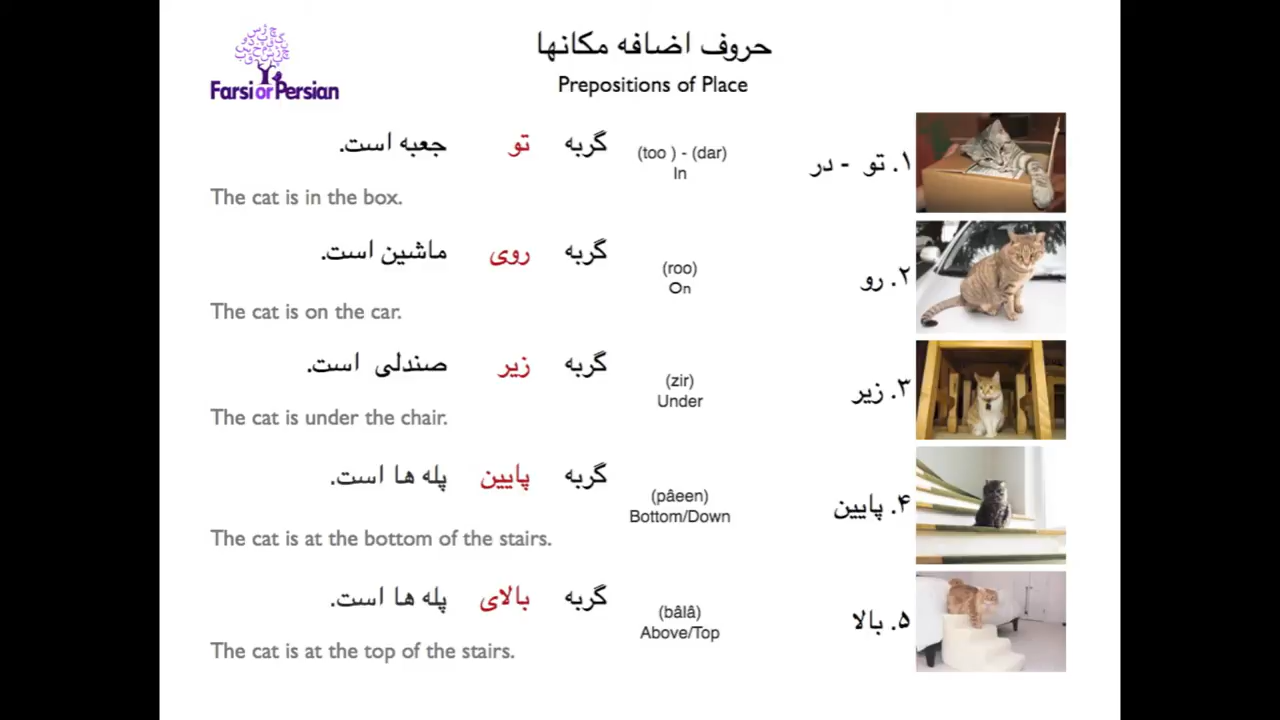 حروف اضافه مکانها
Prepositions of Place
Farsi or Persian
۱. تو - در
(too ) - (dar)
In
گربه تو جعبه است.
The cat is in the box.
۲. رو
(roo)
On
گربه روی ماشین است.
The cat is on the car.
۳. زیر
(zir)
Under
گربه زیر صندلی است.
The cat is under the chair.
۴. پایین
(pâeen)
Bottom/Down
گربه پایین پله ها است.
The cat is at the bottom of the stairs.
۵. بالا
(bâlâ)
Above/Top
گربه بالای پله ها است.
The cat is at the top of the stairs.